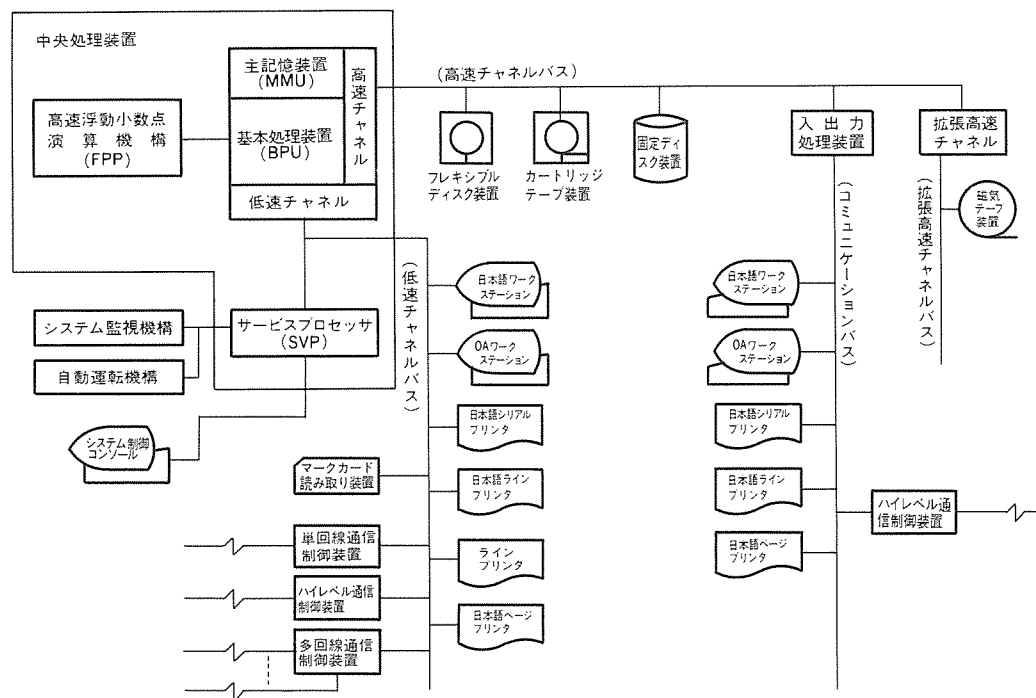 中央処理装置
主記憶装置
(MMU)
高速チャネル
高速浮動小数点
演算機構
(FPP)
基本処理装置
(BPU)
低速チャネル
(高速チャネルバス)
フレキシブル
ディスク装置
カートリッジ
テープ装置
固定ディ
スク装置
入出力
処理装置
拡張高速
チャネル
磁気
テープ
装置
(拡張高速チャネルバス)
(コミュニケーションバス)
(低速チャネルバス)
システム監視機構
自動運転機構
サービスプロセッサ
(SVP)
システム制御
コンソール
日本語ワーク
ステーション
OAワーク
ステーション
日本語シリアル
プリンタ
日本語ライン
プリンタ
ライン
プリンタ
日本語ページ
プリンタ
マークカード
読み取り装置
単回線通信
制御装置
ハイレベル通信
制御装置
多回線通信
制御装置
日本語ワーク
ステーション
OAワーク
ステーション
日本語シリアル
プリンタ
日本語ライン
プリンタ
日本語ページ
プリンタ
ハイレベル通
信制御装置